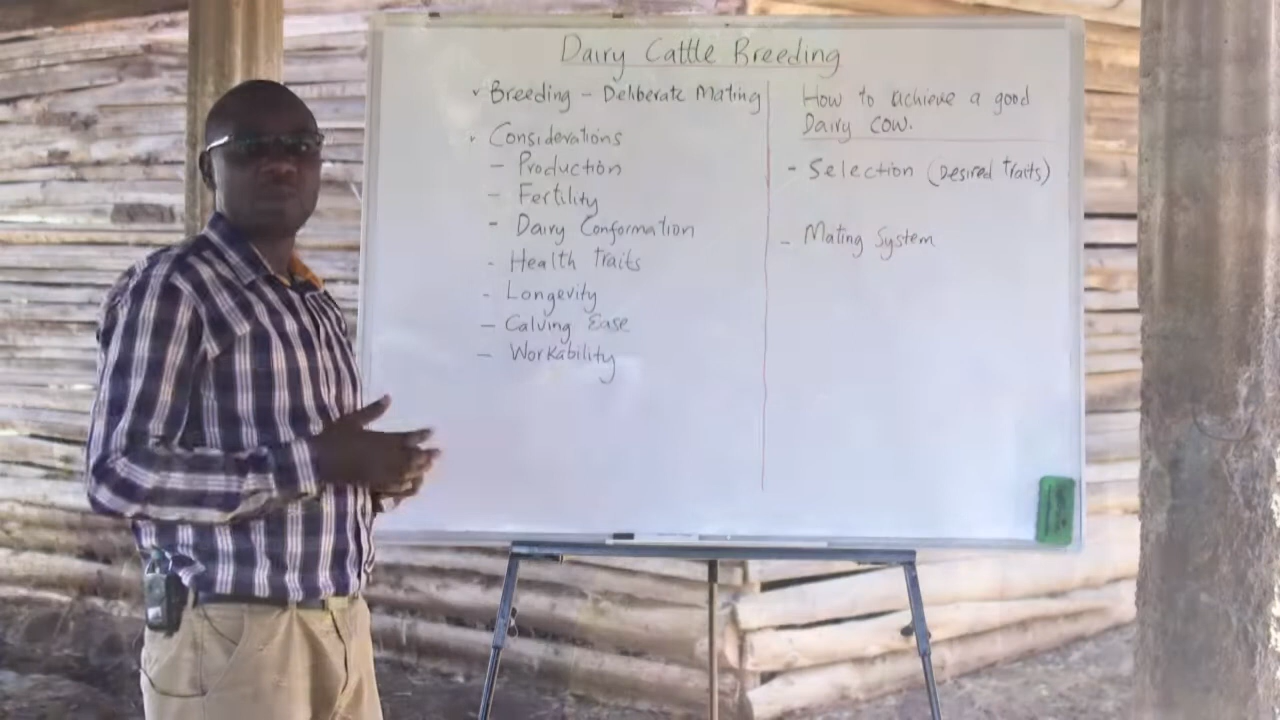 Dairy Cattle Breeding
Breeding - Deliberate Mating
Considerations
- Production
- Fertility
- Dairy Conformation
- Health Traits
- Longevity
- Calving Ease
- Workability
How to achieve a good
Dairy cow.
- Selection (Desired Traits)
- Mating System